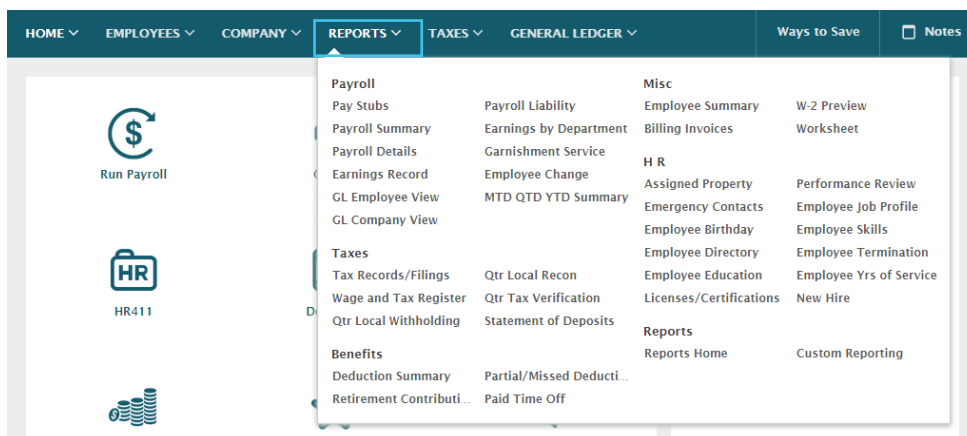 HOME EMPLOYEES COMPANY REPORTS TAXES GENERAL LEDGER Ways to Save Notes
Run Payroll
HR
HR411
Payroll
Pay Stubs Payroll Liability
Payroll Summary Earnings by Department
Payroll Details Garnishment Service
Earnings Record Employee Change
GL Employee View MTD QTD YTD Summary
GL Company View
Taxes
Tax Records/Filings Qtr Local Recon
Wage and Tax Register Qtr Tax Verification
Qtr Local Withholding Statement of Deposits
Benefits
Deduction Summary Partial/Missed Deducti...
Retirement Contributi... Paid Time Off
Misc
Employee Summary W-2 Preview
Billing Invoices Worksheet
H R
Assigned Property Performance Review
Emergency Contacts Employee Job Profile
Employee Birthday Employee Skills
Employee Directory Employee Termination
Employee Education Employee Yrs of Service
Licenses/Certifications New Hire
Reports
Reports Home Custom Reporting